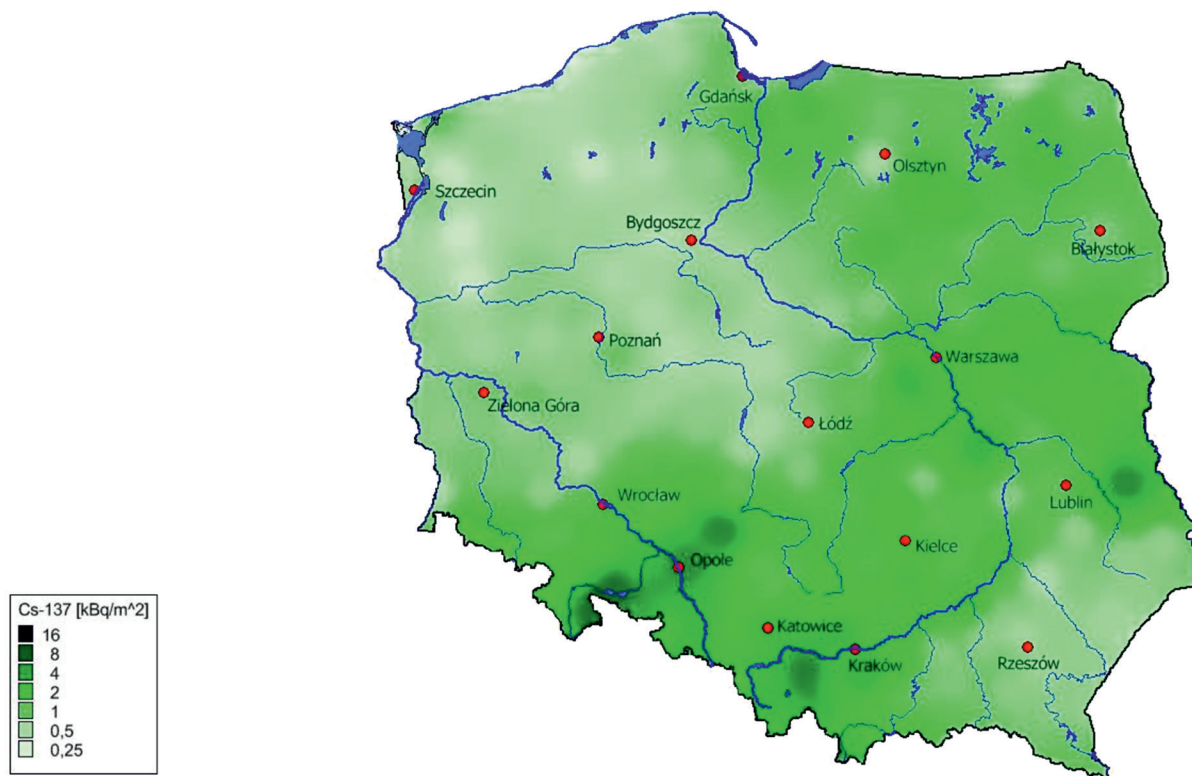 Gdańsk
Olsztyn
Szczecin
Bydgoszcz
Białystok
Poznań
Warszawa
Zielona Góra
Łódź
Wrocław
Lublin
Kielce
Opole
Katowice
Kraków
Rzeszów
Cs-137 [kBq/m^2]
16
8
4
2
1
0,5
0,25